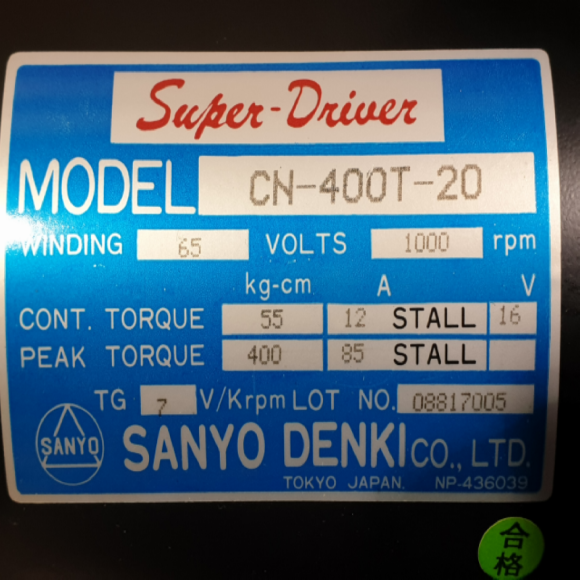 Super-Driver
MODEL CN-400T-20
WINDING 65 VOLTS 1000 rpm
kg-cm A V
CONT. TORQUE 55 12 STALL 16
PEAK TORQUE 400 85 STALL
TG 7 V/Krpm LOT NO. 08817005
SANYO SANYO DENKI CO., LTD.
TOKYO JAPAN. NP-436039
合格